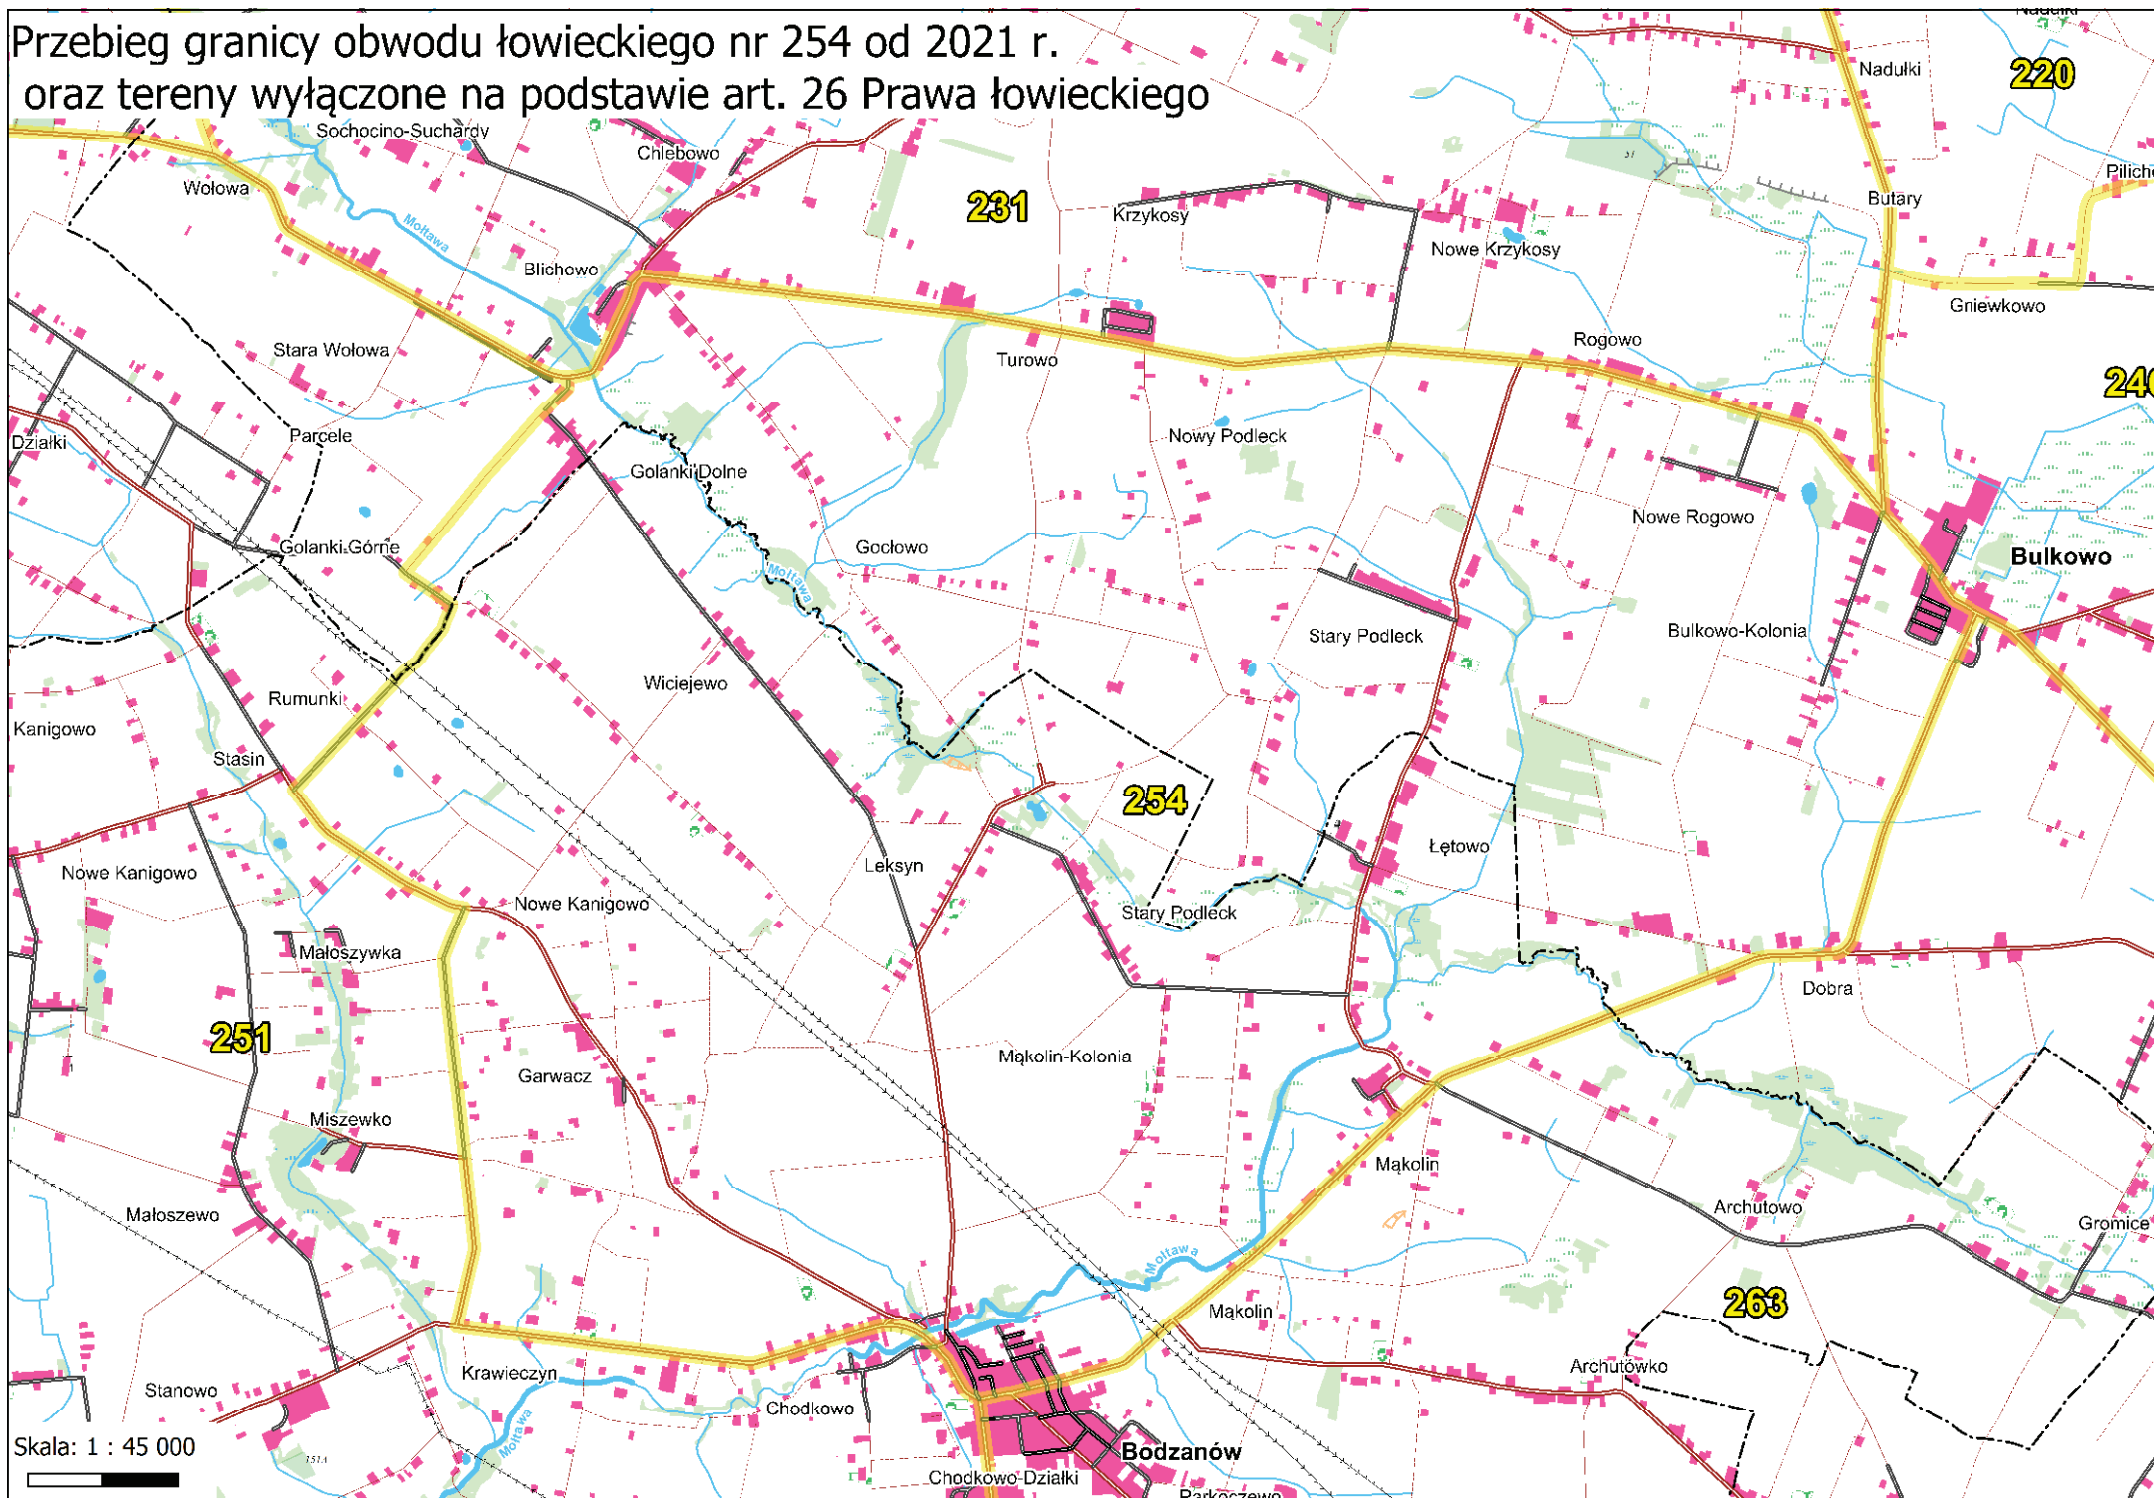 Przebieg granicy obwodu łowieckiego nr 254 od 2021 r.
oraz tereny wyłączone na podstawie art. 26 Prawa łowieckiego
Nadułki
220
Sochocino-Suchardy
Chlebowo
Wołowa
Mołtawa
Blichowo
231
Krzykosy
Nowe Krzykosy
Butary
Gniewkowo
Stara Wołowa
Turowo
Rogowo
Działki
Parcele
Golanki Dolne
Nowy Podleck
Nowe Rogowo
Golanki-Górne
Gocłowo
Mołtawa
Bulkowo
Stary Podleck
Bulkowo-Kolonia
Wiciejewo
Rumunki
Kanigowo
Stasin
254
Łętowo
Leksyn
Nowe Kanigowo
Nowe Kanigowo
Stary Podleck
Małoszywka
Dobra
251
Mąkolin-Kolonia
Garwacz
Miszewko
Mąkolin
Małoszewo
Archutowo
Gromice
Mołtawa
263
Mąkolin
Archutówko
Krawieczyn
Stanowo
Chodkowo
Mołtawa
Skala: 1 : 45 000
Bodzanów
Chodkowo-Działki